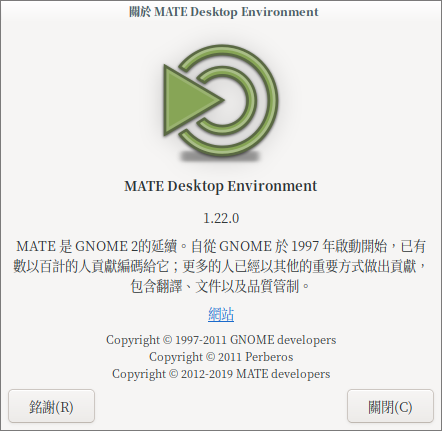 關於 MATE Desktop Environment
MATE Desktop Environment
1.22.0
MATE 是 GNOME 2的延續。自從 GNOME 於 1997 年啟動開始，已有
數以百計的人貢獻編碼給它；更多的人已經以其他的重要方式做出貢獻，
包含翻譯、文件以及品質管制。
網站
Copyright © 1997-2011 GNOME developers
Copyright © 2011 Perberos
Copyright © 2012-2019 MATE developers
銘謝(R)
關閉(C)